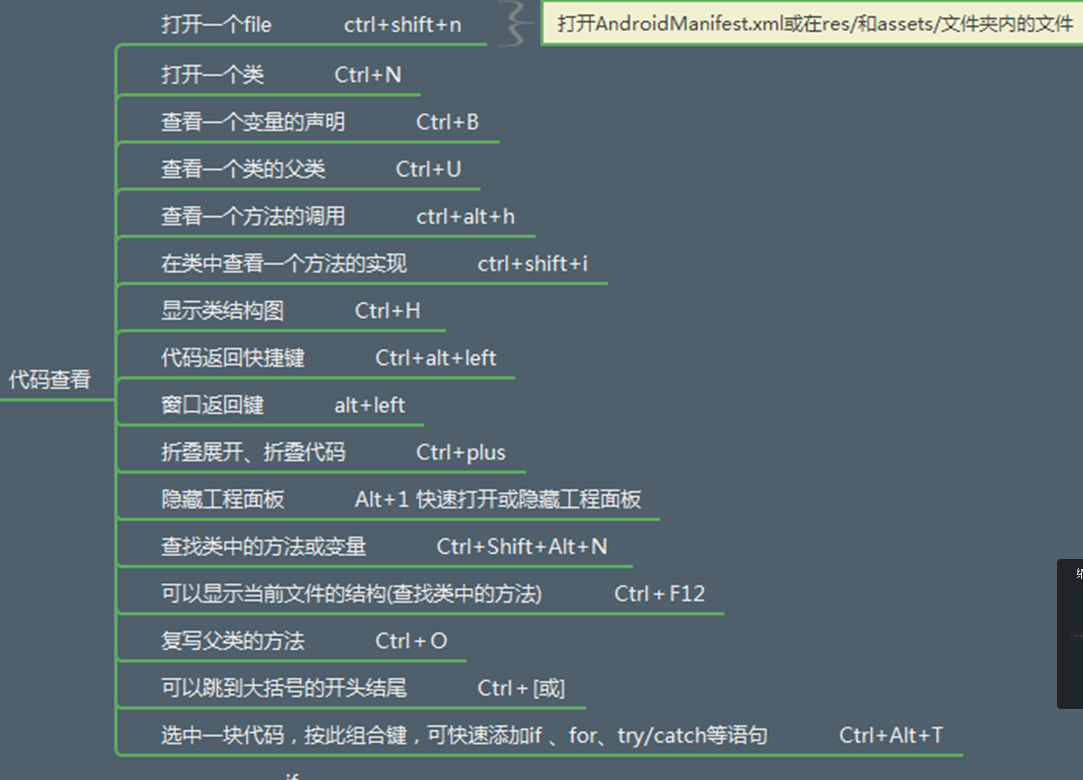 打开一个file ctrl+shift+n 打开AndroidManifest.xml或在res/和assets/文件夹内的文件
打开一个类 Ctrl+N
查看一个变量的声明 Ctrl+B
查看一个类的父类 Ctrl+U
查看一个方法的调用 ctrl+alt+h
在类中查看一个方法的实现 ctrl+shift+i
显示类结构图 Ctrl+H
代码返回快捷键 Ctrl+alt+left
代码查看
窗口返回键 alt+left
折叠展开、折叠代码 Ctrl+plus
隐藏工程面板 Alt+1 快速打开或隐藏工程面板
查找类中的方法或变量 Ctrl+Shift+Alt+N
可以显示当前文件的结构(查找类中的方法) Ctrl+F12
复写父类的方法 Ctrl+O
可以跳到大括号的开头结尾 Ctrl+[或]
选中一块代码，按此组合键，可快速添加if 、for、try/catch等语句 Ctrl+Alt+T